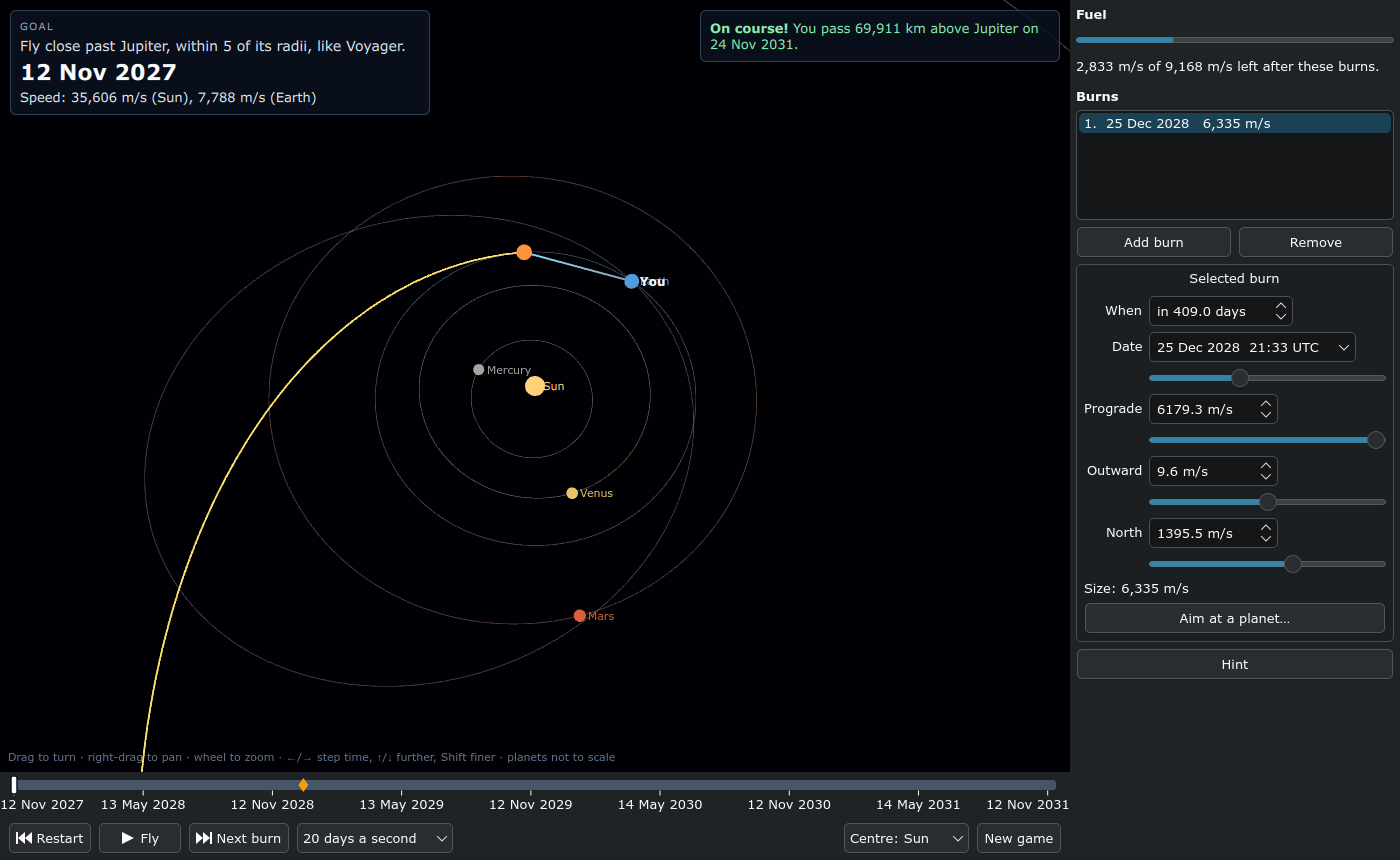 GOAL
Fly close past Jupiter, within 5 of its radii, like Voyager.
12 Nov 2027
Speed: 35,606 m/s (Sun), 7,788 m/s (Earth)
On course! You pass 69,911 km above Jupiter on
24 Nov 2031.
You
Mercury
Sun
Venus
Mars
Drag to turn · right-drag to pan · wheel to zoom · ←/→ step time, ↑/↓ further, Shift finer · planets not to scale
12 Nov 2027 13 May 2028 12 Nov 2028 13 May 2029 12 Nov 2029 14 May 2030 12 Nov 2030 14 May 2031 12 Nov 2031
Restart Fly Next burn 20 days a second Centre: Sun New game
Fuel
2,833 m/s of 9,168 m/s left after these burns.
Burns
1. 25 Dec 2028 6,335 m/s
Add burn Remove
Selected burn
When in 409.0 days
Date 25 Dec 2028 21:33 UTC
Prograde 6179.3 m/s
Outward 9.6 m/s
North 1395.5 m/s
Size: 6,335 m/s
Aim at a planet...
Hint